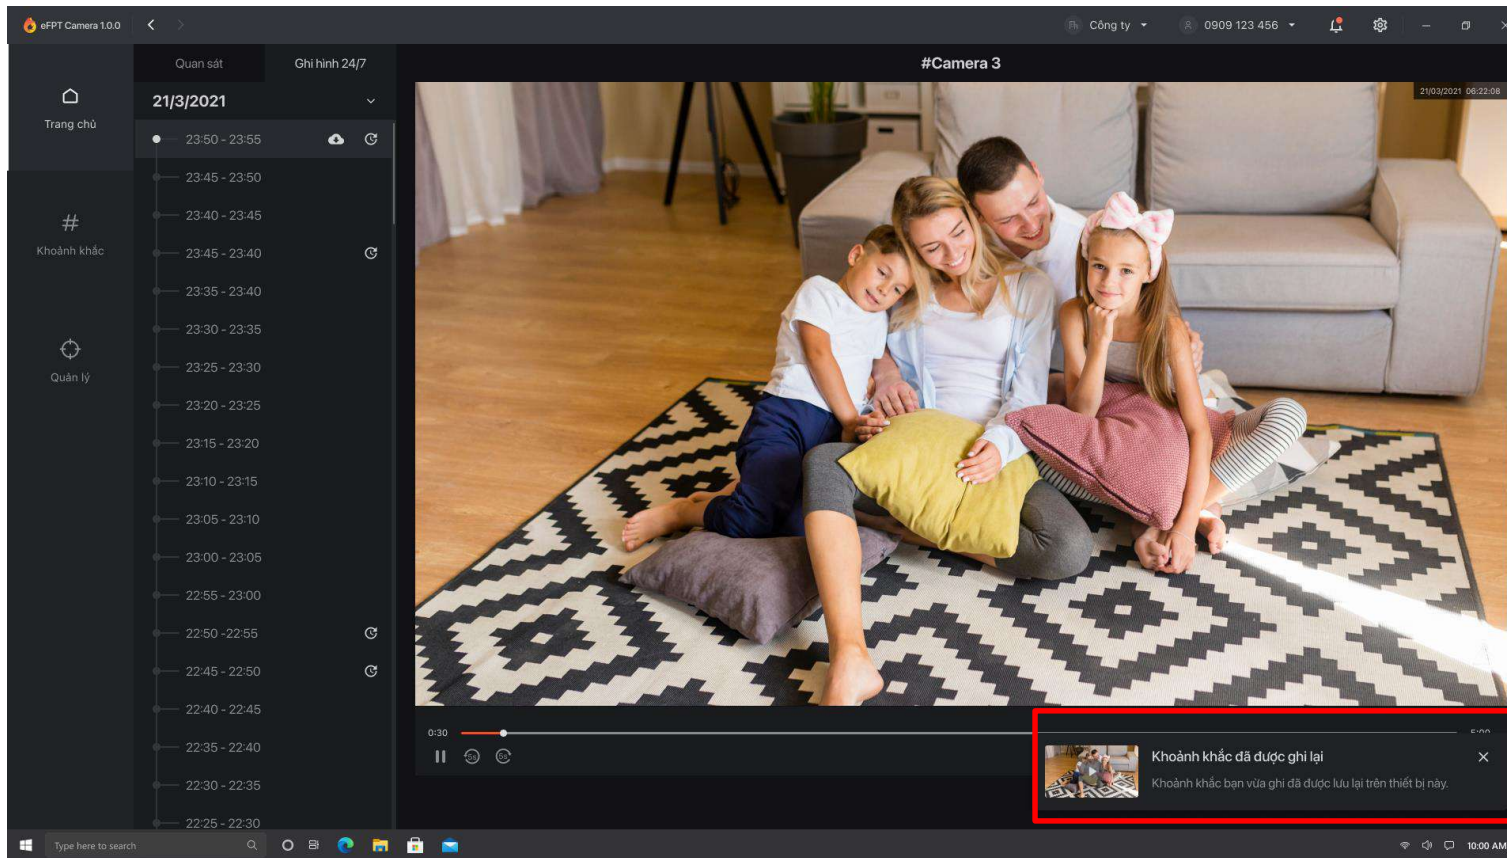 eFPT Camera 1.0.0
Công ty
0909 123 456
Quan sát
Ghi hình 24/7
#Camera 3
21/3/2021
21/03/2021 06:22:08
Trang chủ
Khoảnh khắc
Quản lý
23:50 - 23:55
23:45 - 23:50
23:40 - 23:45
23:45 - 23:40
23:35 - 23:40
23:30 - 23:35
23:25 - 23:30
23:20 - 23:25
23:15 - 23:20
23:10 - 23:15
23:05 - 23:10
23:00 - 23:05
22:55 - 23:00
22:50 -22:55
22:45 - 22:50
22:40 - 22:45
22:35 - 22:40
22:30 - 22:35
22:25 - 22:30
0:30
5:00
5s
5s
Khoảnh khắc đã được ghi lại
Khoảnh khắc bạn vừa ghi đã được lưu lại trên thiết bị này.
Type here to search
10:00 AM